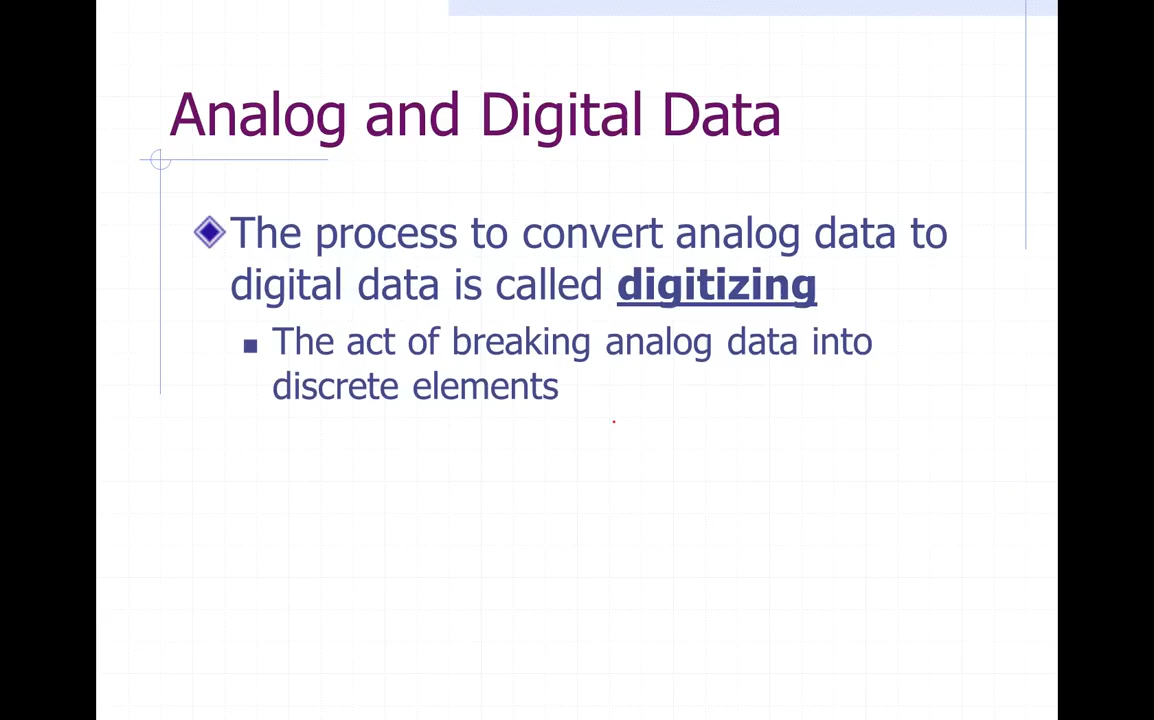 Analog and Digital Data
The process to convert analog data to
digital data is called digitizing
The act of breaking analog data into
discrete elements